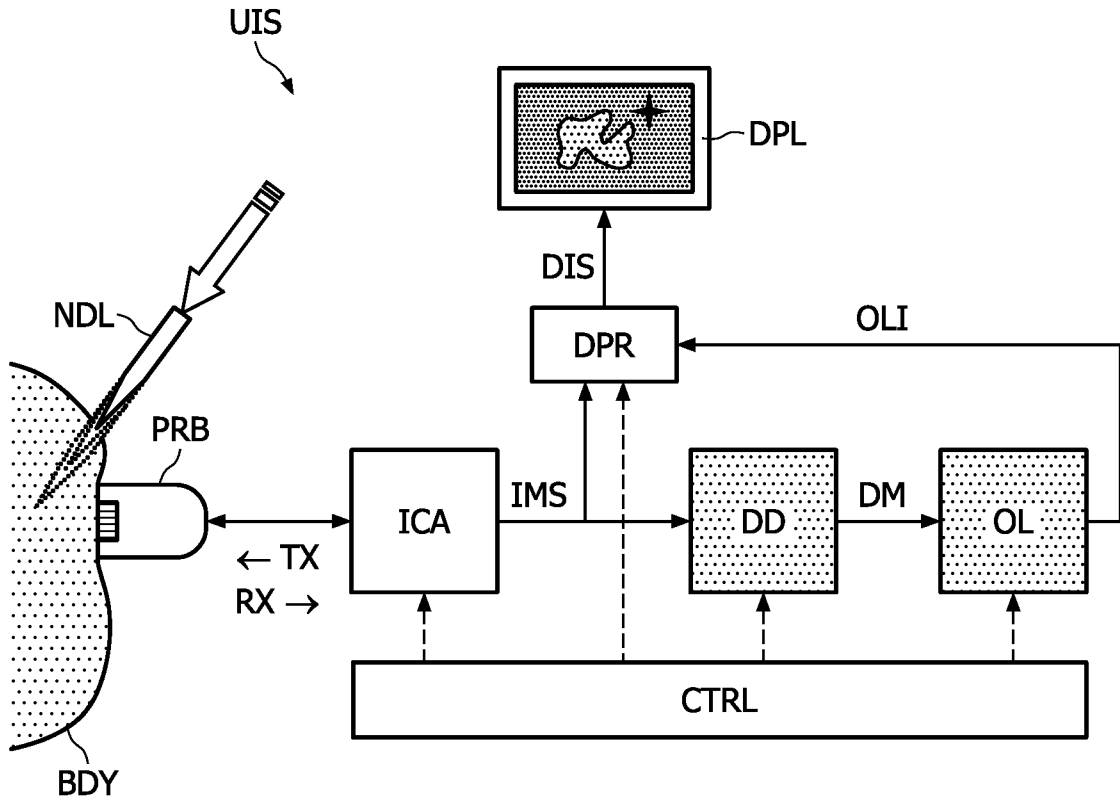 UIS
DPL
DIS
NDL
DPR
OLI
PRB
IMS
DM
ICA
DD
OL
← TX
RX →
CTRL
BDY